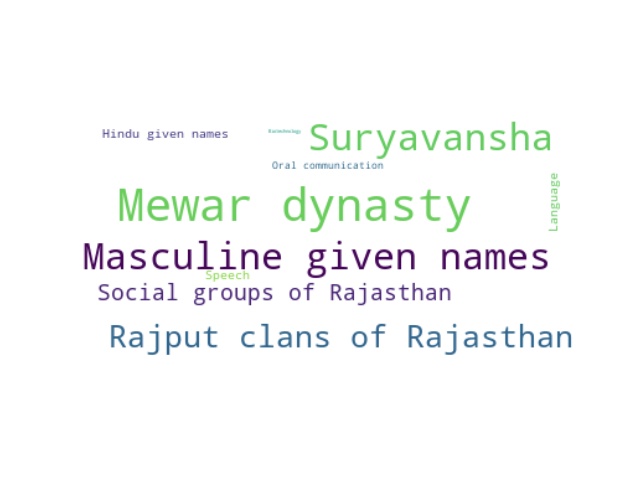 Hindu given names
Suryavansha
Oral communication
Mewar dynasty
Language
Masculine given names
Speech
Social groups of Rajasthan
Rajput clans of Rajasthan